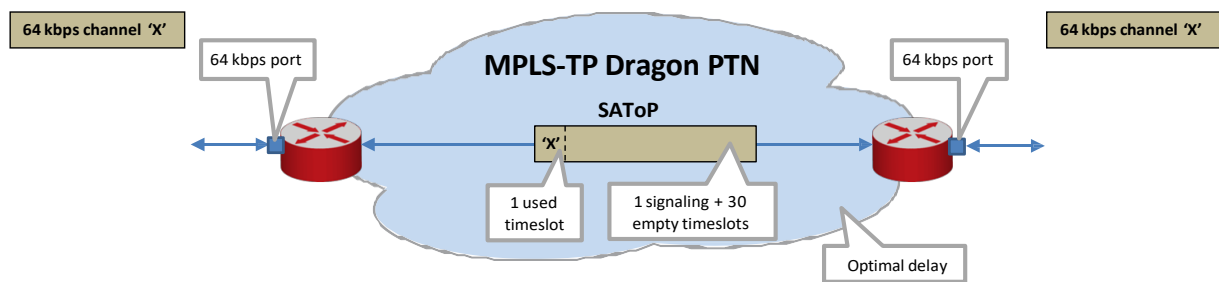 64 kbps channel ‘X’
64 kbps channel ‘X’
64 kbps port
MPLS-TP Dragon PTN
64 kbps port
SAToP
‘X’
1 used
timeslot
1 signaling + 30
empty timeslots
Optimal delay